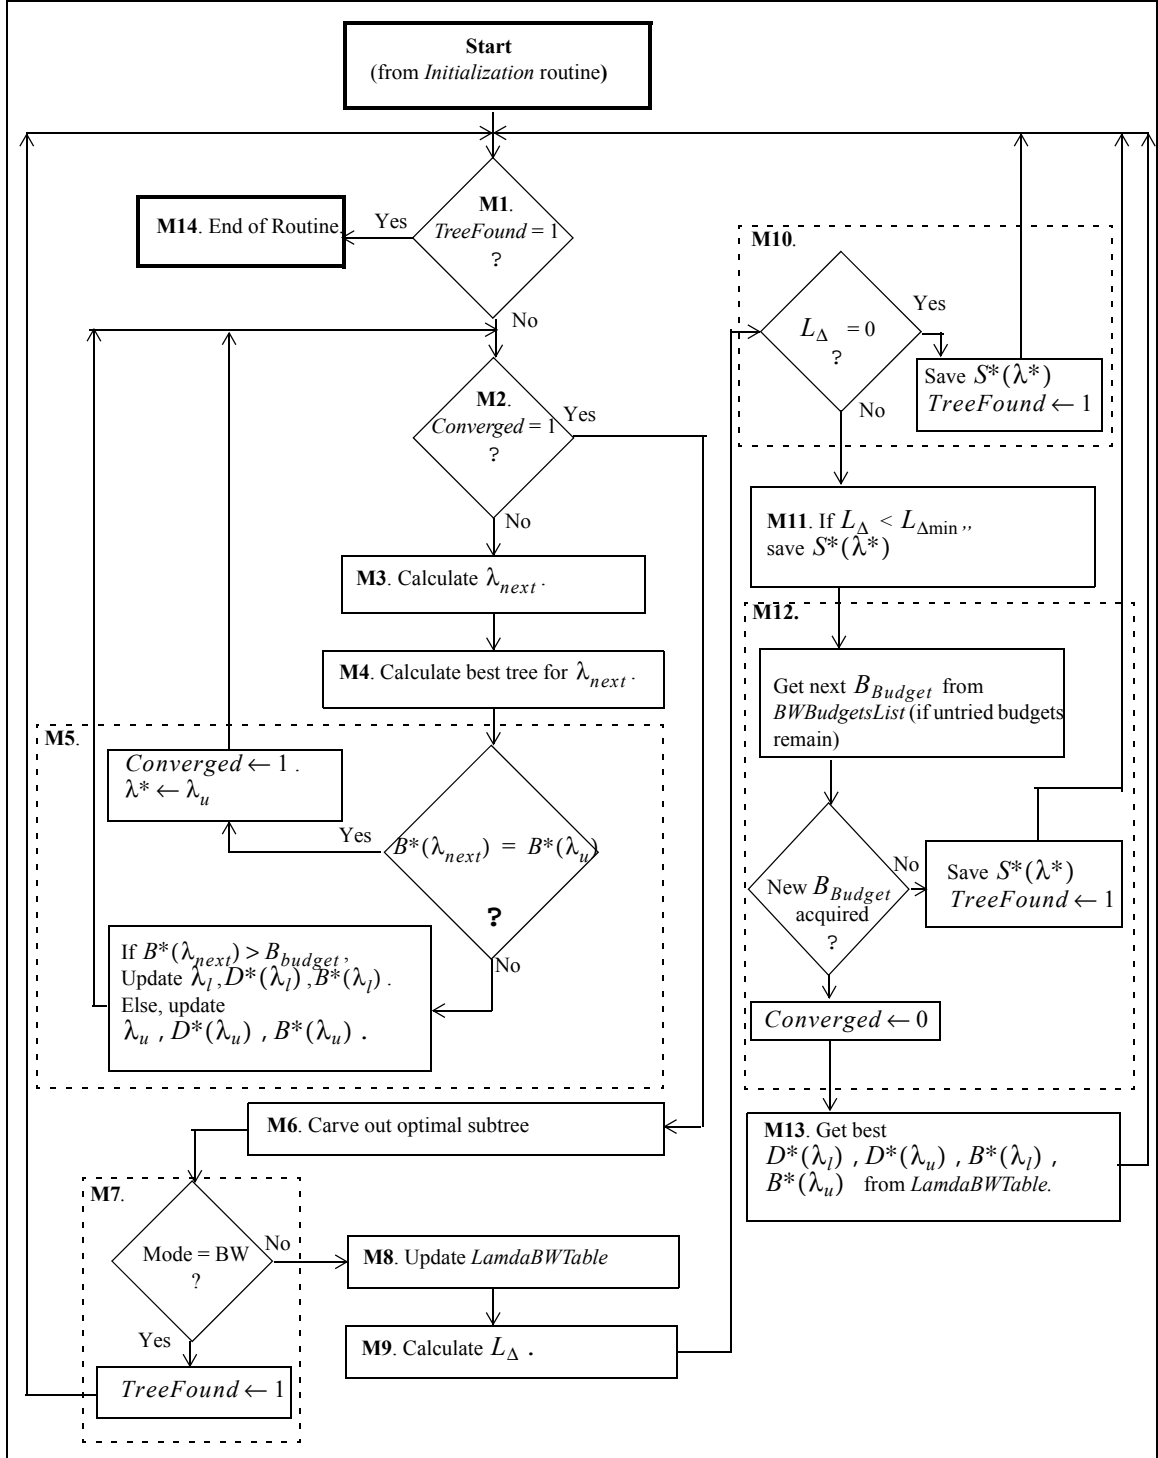 Start
(from Initialization routine)
M1.
TreeFound = 1
?
Yes
M14. End of Routine.
No
M2.
Converged = 1
?
Yes
No
M3. Calculate λnext.
M4. Calculate best tree for λnext.
M5.
Converged ← 1 .
λ* ← λu
Yes
B*(λnext) = B*(λu)
?
No
If B*(λnext) > Bbudget,
Update λl, D*(λl), B*(λl).
Else, update
λu , D*(λu) , B*(λu) .
M6. Carve out optimal subtree
M7.
Mode = BW
?
No
Yes
TreeFound ← 1
M8. Update LamdaBWTable
M9. Calculate LΔ .
M10.
LΔ = 0
?
Yes
Save S*(λ*)
TreeFound ← 1
No
M11. If LΔ < LΔmin,,
save S*(λ*)
M12.
Get next BBudget from
BWBudgetsList (if untried budgets
remain)
New BBudget
acquired
?
No
Save S*(λ*)
TreeFound ← 1
Converged ← 0
M13. Get best
D*(λl) , D*(λu) , B*(λl) ,
B*(λu) from LamdaBWTable.